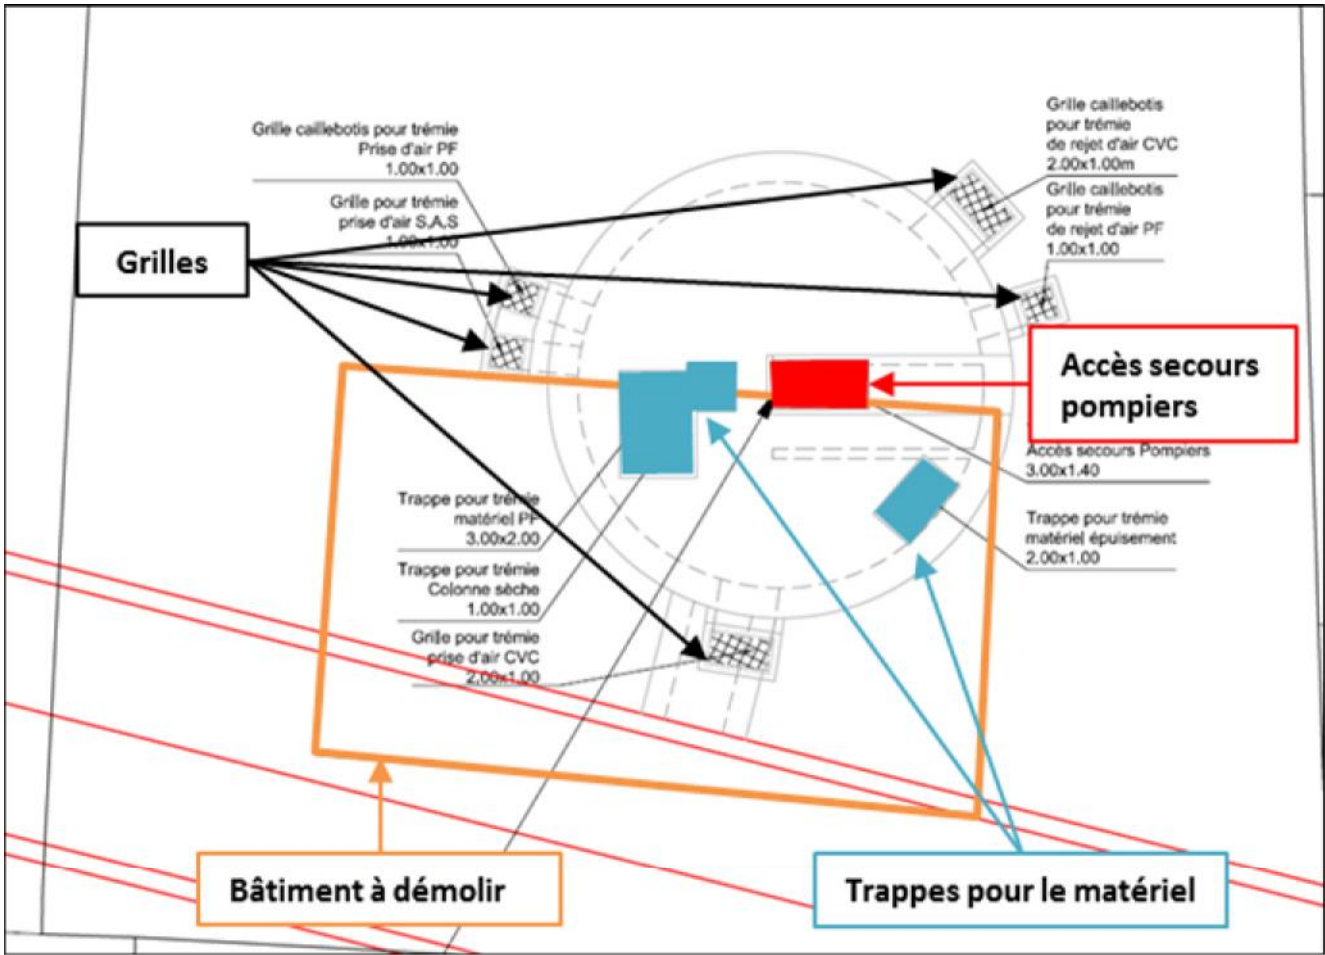 Grille caillebotis pour trémie
Prise d'air PF
1.00x1.00
Grille pour trémie
prise d'air S.A.S
1.00x1.00
Grilles
Grille caillebotis
pour trémie
de rejet d'air CVC
2.00x1.00m
Grille caillebotis
pour trémie
de rejet d'air PF
1.00x1.00
Accès secours
pompiers
Accès secours Pompiers
3.00x1.40
Trappe pour trémie
matériel PF
3.00x2.00
Trappe pour trémie
Colonne sèche
1.00x1.00
Grille pour trémie
prise d'air CVC
2.00x1.00
Trappe pour trémie
matériel épuisement
2.00x1.00
Bâtiment à démolir
Trappes pour le matériel